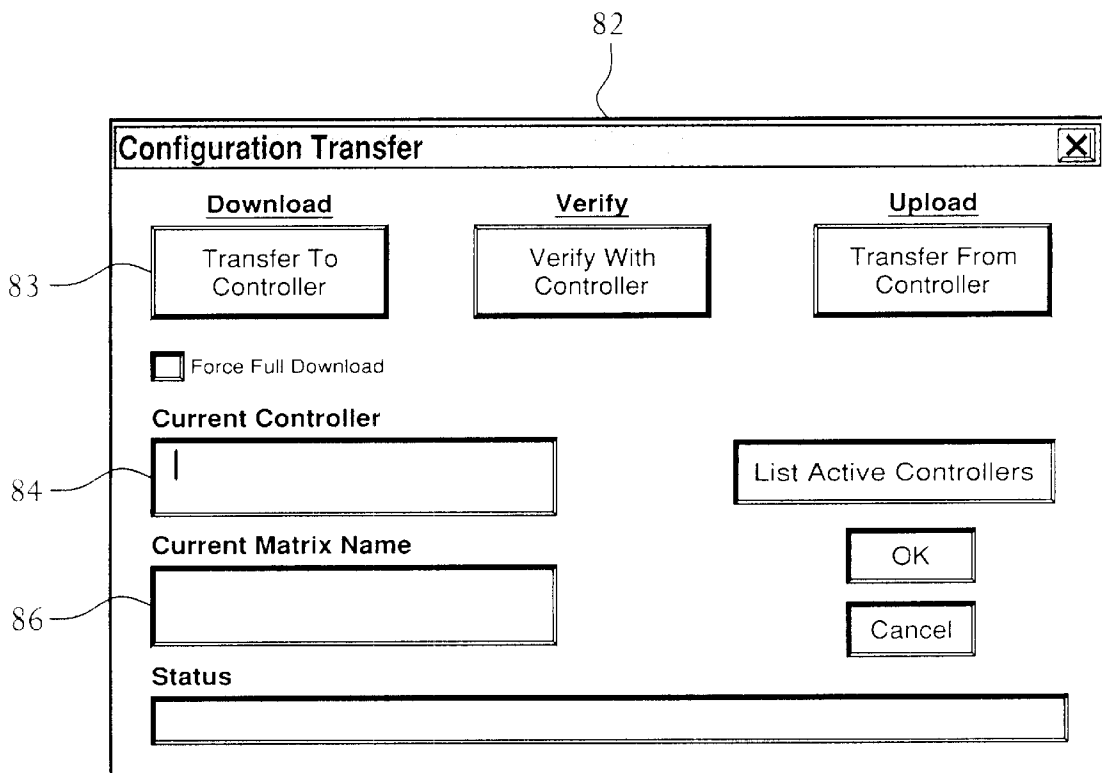 82
Configuration Transfer
Download
Verify
Upload
83
Transfer To
Controller
Verify With
Controller
Transfer From
Controller
Force Full Download
Current Controller
84
List Active Controllers
Current Matrix Name
OK
86
Cancel
Status